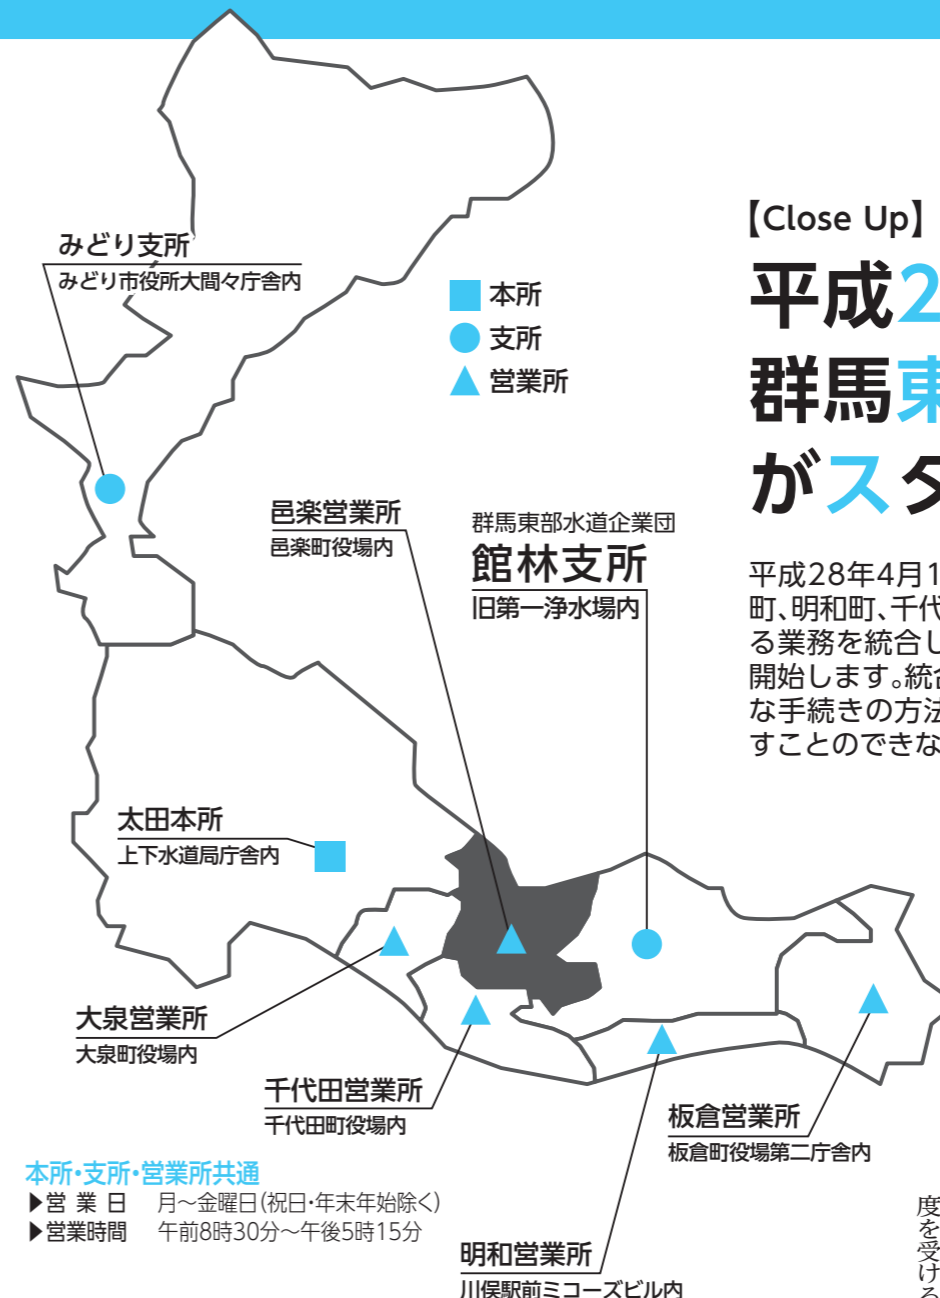 みどり支所
みどり市役所大間々庁舎内
本所
支所
営業所
【Close Up】
平成2
群馬東
がスタ
平成28年4月1
町、明和町、千代
る業務を統合し
開始します。統合
な手続きの方法
すことのできな
邑楽営業所
邑楽町役場内
群馬東部水道企業団
館林支所
旧第一浄水場内
太田本所
上下水道局庁舎内
大泉営業所
大泉町役場内
千代田営業所
千代田町役場内
板倉営業所
板倉町役場第二庁舎内
明和営業所
川俣駅前ミコーズビル内
本所・支所・営業所共通
▶営業日 月～金曜日(祝日・年末年始除く)
▶営業時間 午前8時30分～午後5時15分
度を受ける